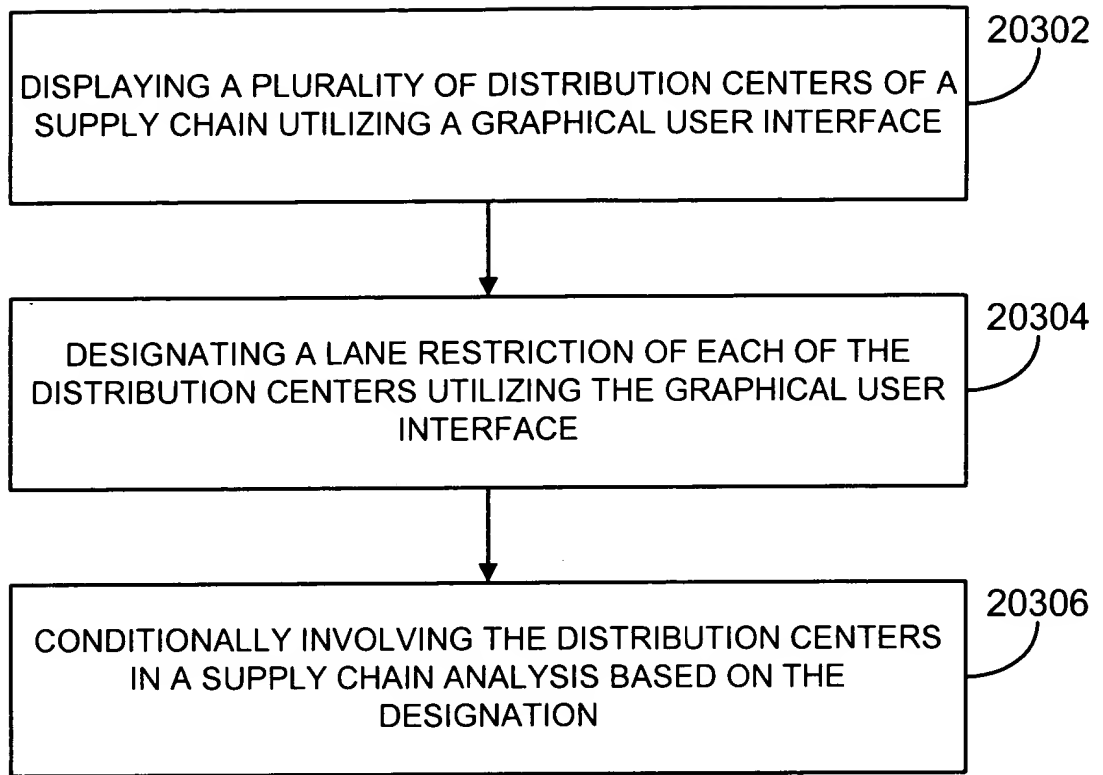 20302
DISPLAYING A PLURALITY OF DISTRIBUTION CENTERS OF A
SUPPLY CHAIN UTILIZING A GRAPHICAL USER INTERFACE
20304
DESIGNATING A LANE RESTRICTION OF EACH OF THE
DISTRIBUTION CENTERS UTILIZING THE GRAPHICAL USER
INTERFACE
20306
CONDITIONALLY INVOLVING THE DISTRIBUTION CENTERS
IN A SUPPLY CHAIN ANALYSIS BASED ON THE
DESIGNATION